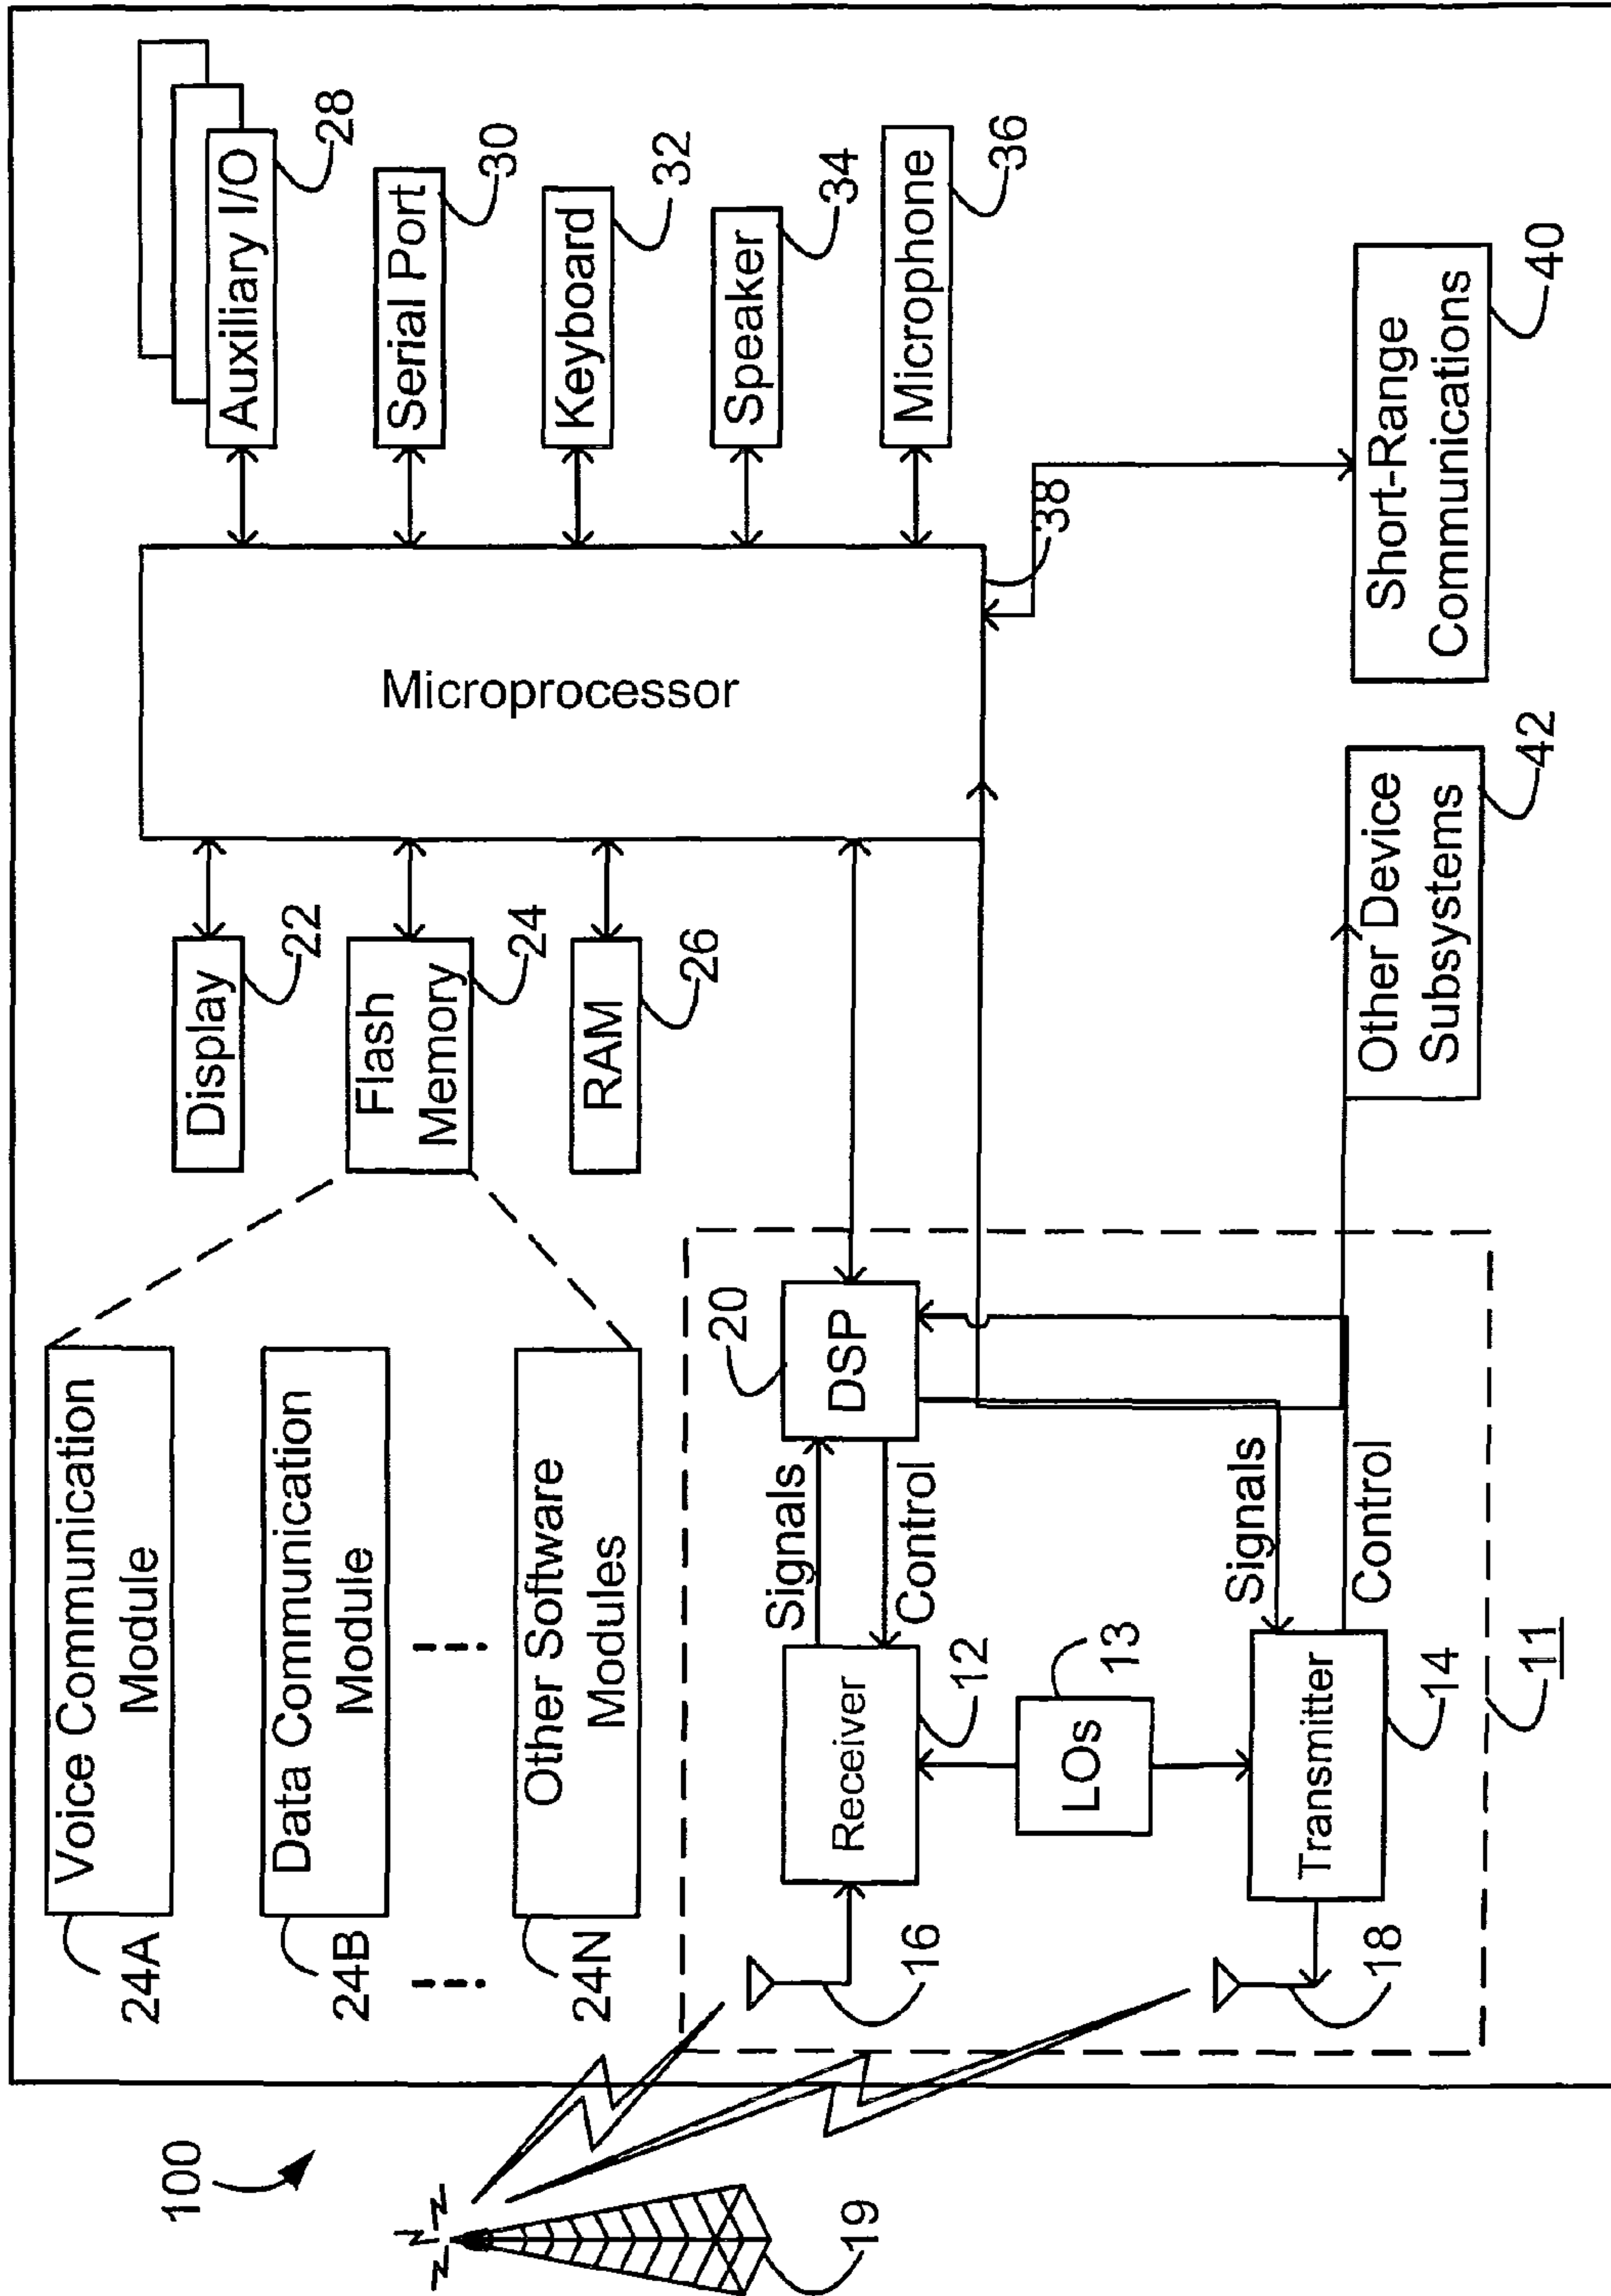 100
19
24A
Voice Communication
Module
24B
Data Communication
Module
24N
Other Software
Modules
Display
22
Flash
Memory
24
RAM
26
Microprocessor
38
Auxiliary I/O
28
Serial Port
30
Keyboard
32
Speaker
34
Microphone
36
Short-Range
Communications
40
Other Device
Subsystems
42
20
DSP
Signals
Control
Receiver
12
16
LOs
13
Signals
Control
Transmitter
14
18
11